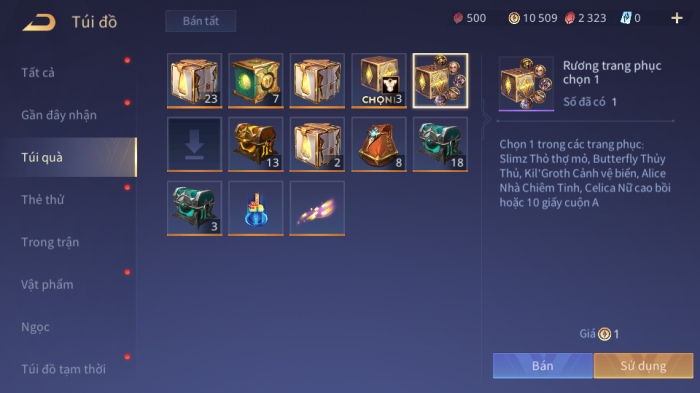 Túi đồ
Bán tất
500
10 509
2 323
0
Tất cả
Gần đây nhận
Túi quà
Thẻ thử
Trong trận
Vật phẩm
Ngọc
Túi đồ tạm thời
23
7
CHỌN
3
13
2
8
18
3
Rương trang phục
chọn 1
Số đã có 1
Chọn 1 trong các trang phục:
Slimz Thỏ thợ mỏ, Butterfly Thủy
Thủ, Kil'Groth Cảnh vệ biển, Alice
Nhà Chiêm Tinh, Celica Nữ cao bồi
hoặc 10 giấy cuộn A
Giá 1
Bán
Sử dụng